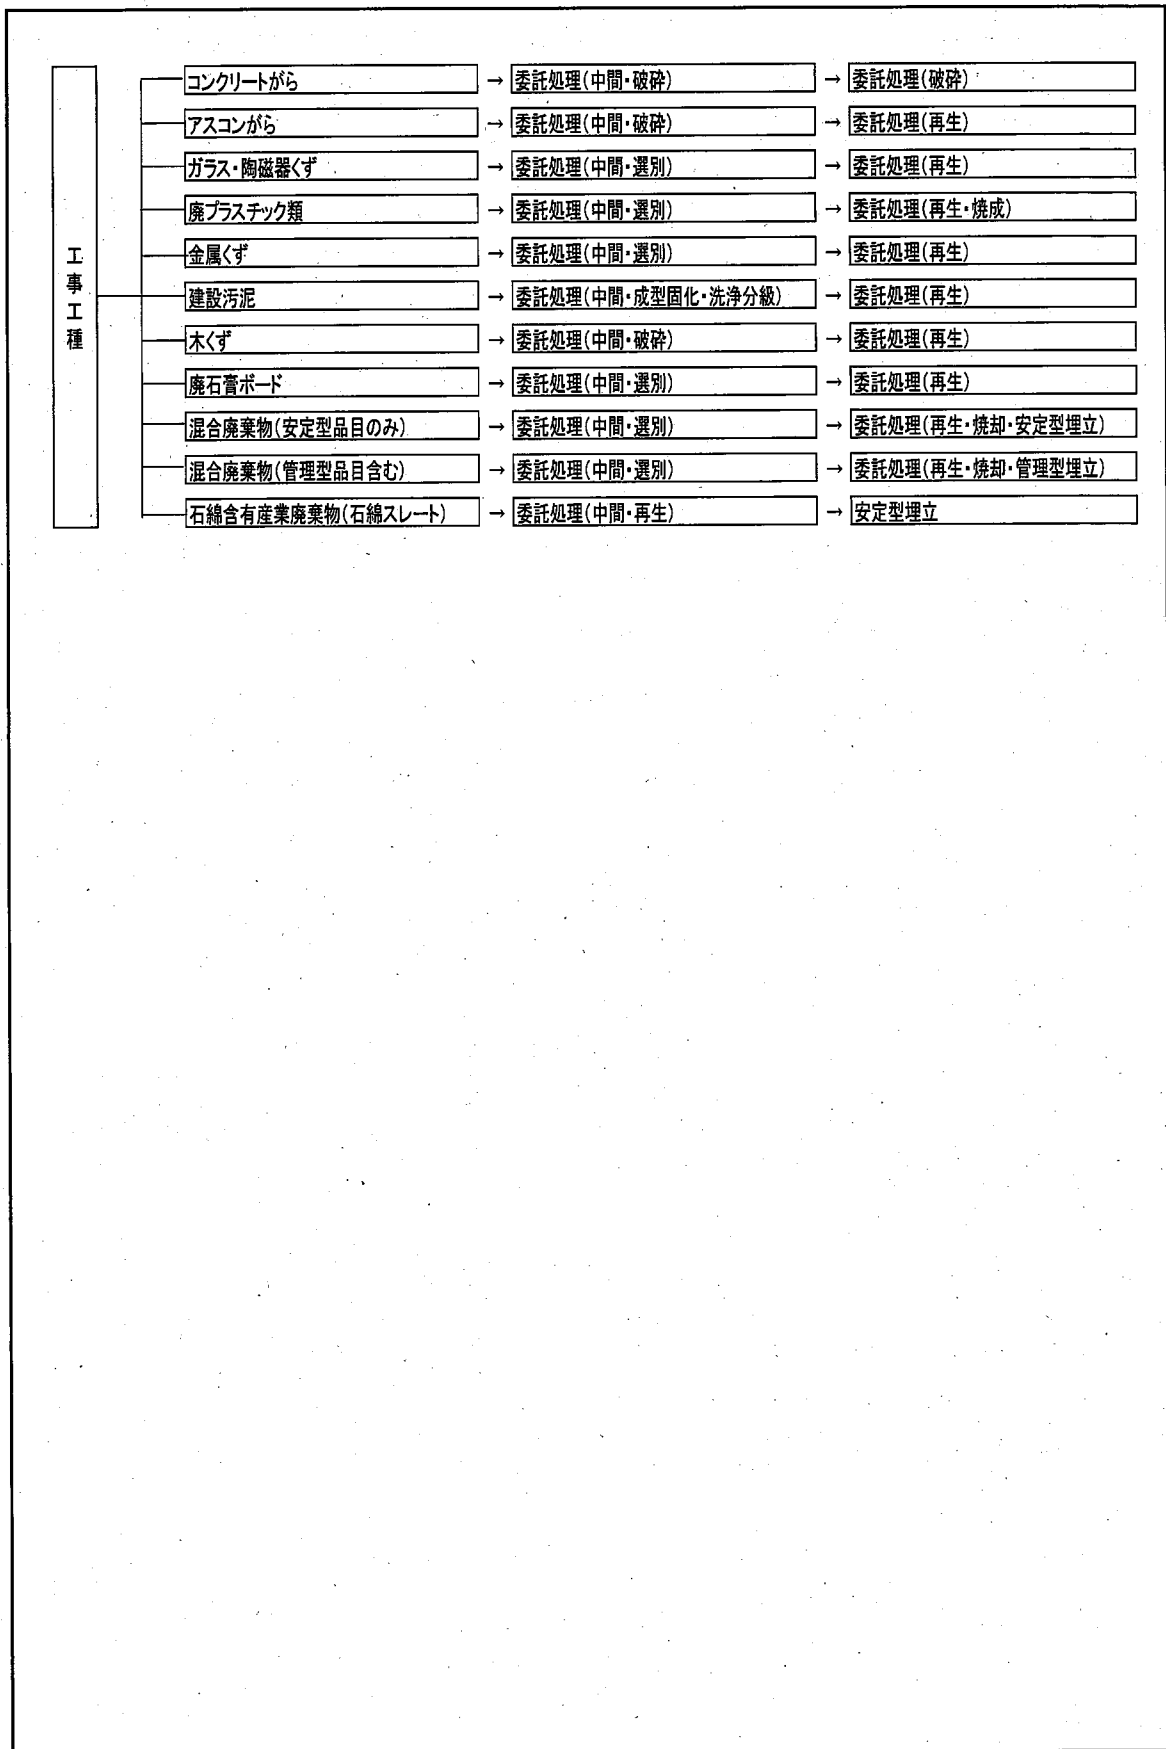 工事工種
コンクリートがら → 委託処理(中間・破砕) → 委託処理(破砕)
アスコンがら → 委託処理(中間・破砕) → 委託処理(再生)
ガラス・陶磁器くず → 委託処理(中間・選別) → 委託処理(再生)
廃プラスチック類 → 委託処理(中間・選別) → 委託処理(再生・焼成)
金属くず → 委託処理(中間・選別) → 委託処理(再生)
建設汚泥 → 委託処理(中間・成型固化・洗浄分級) → 委託処理(再生)
木くず → 委託処理(中間・破砕) → 委託処理(再生)
廃石膏ボード → 委託処理(中間・選別) → 委託処理(再生)
混合廃棄物(安定型品目のみ) → 委託処理(中間・選別) → 委託処理(再生・焼却・安定型埋立)
混合廃棄物(管理型品目含む) → 委託処理(中間・選別) → 委託処理(再生・焼却・管理型埋立)
石綿含有産業廃棄物(石綿スレート) → 委託処理(中間・再生) → 安定型埋立